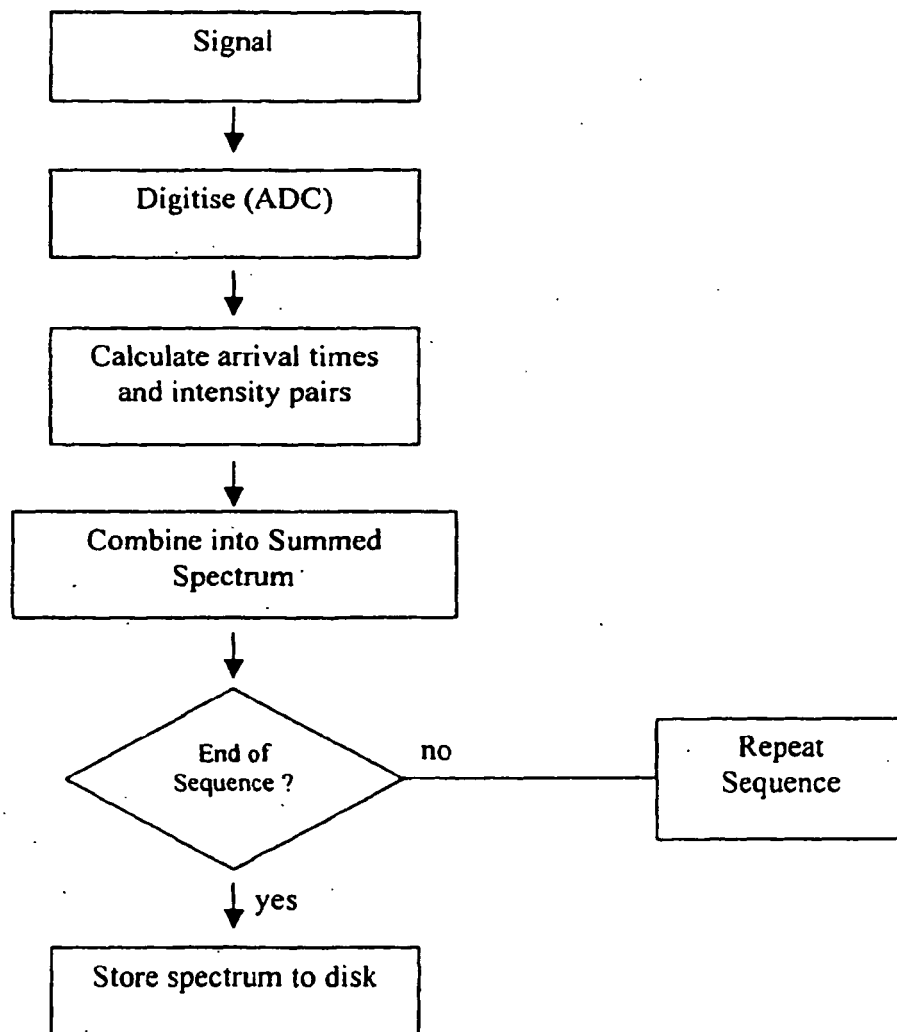 Signal
Digitise (ADC)
Calculate arrival times
and intensity pairs
Combine into Summed
Spectrum
End of
Sequence ?
no
Repeat
Sequence
yes
Store spectrum to disk